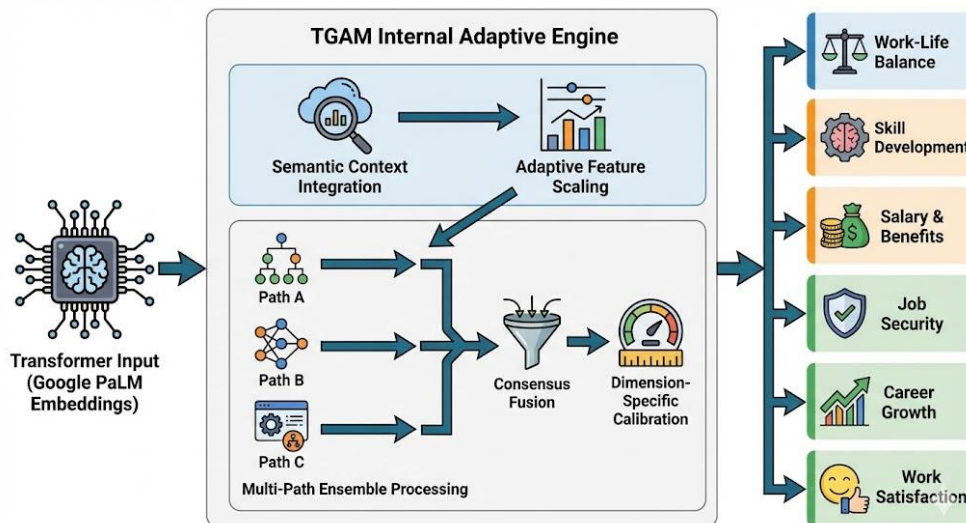 TGAM Internal Adaptive Engine
Semantic Context
Integration
Adaptive Feature
Scaling
Transformer Input
(Google PaLM
Embeddings)
Path A
Path B
Path C
Consensus
Fusion
Dimension-
Specific
Calibration
Multi-Path Ensemble Processing
Work-Life
Balance
Skill
Development
Salary &
Benefits
$
Job
Security
Career
Growth
Work
Satisfaction